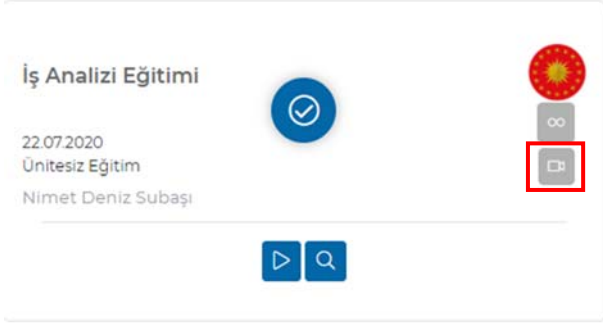 İş Analizi Eğitimi
22.07.2020
Ünitesiz Eğitim
Nimet Deniz Subaşı